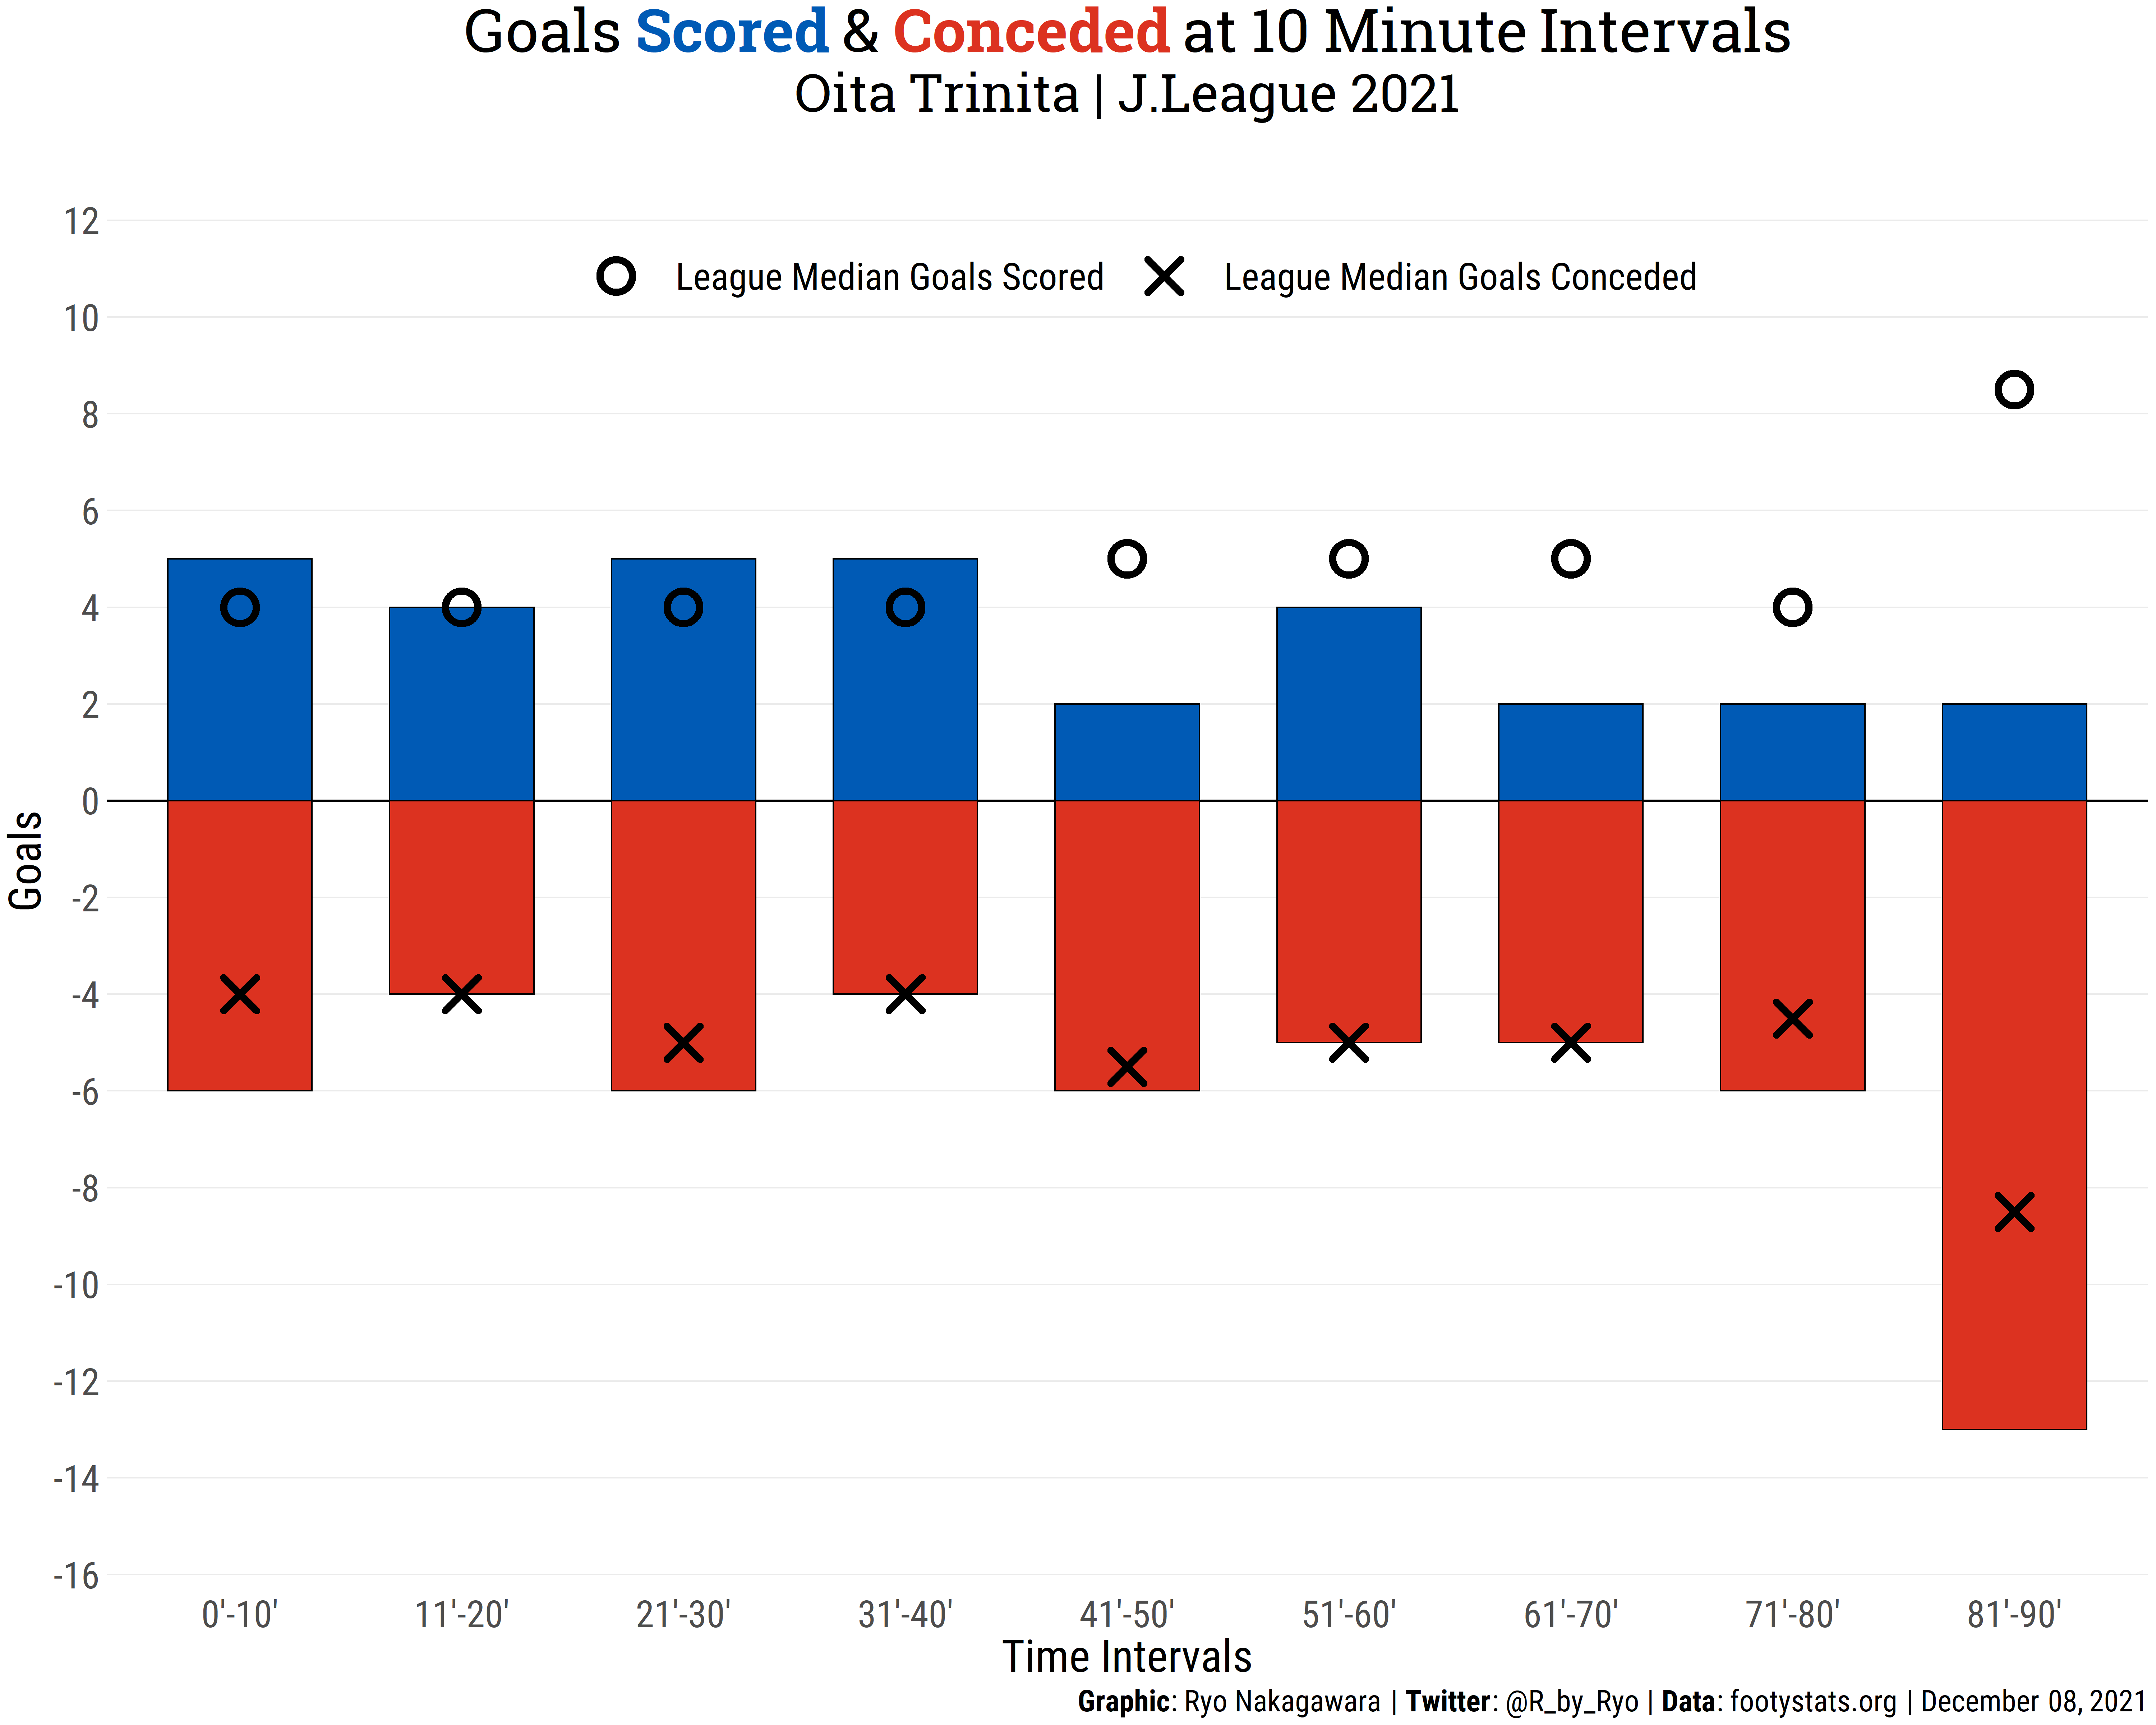 Goals Scored & Conceded at 10 Minute Intervals
Oita Trinita | J.League 2021
12
League Median Goals Scored League Median Goals Conceded
10
8
6
4
2
0
Goals
-2
-4
-6
-8
-10
-12
-14
-16
0'-10' 11'-20' 21'-30' 31'-40' 41'-50' 51'-60' 61'-70' 71'-80' 81'-90'
Time Intervals
Graphic: Ryo Nakagawara | Twitter: @R_by_Ryo | Data: footystats.org | December 08, 2021